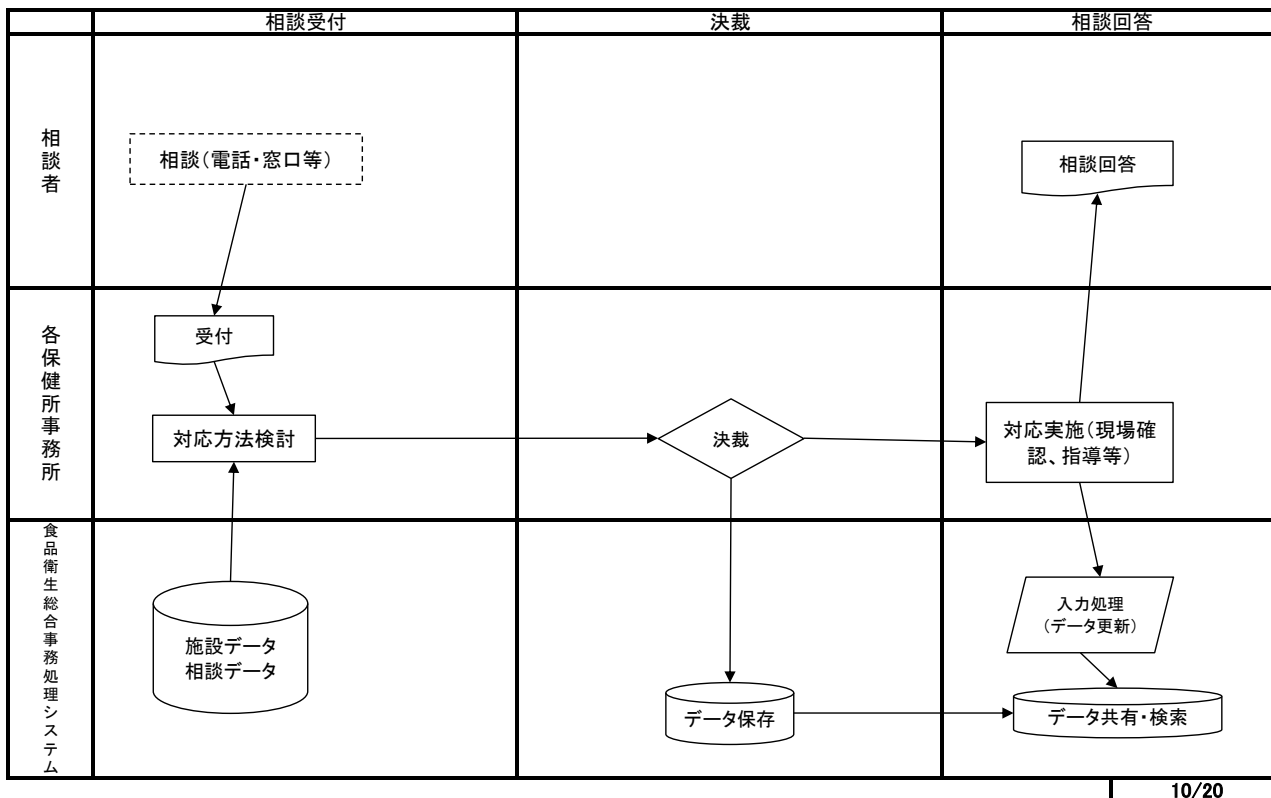 相談受付
決裁
相談回答
相談者
相談（電話・窓口等）
相談回答
各保健所事務所
受付
対応方法検討
決裁
対応実施（現場確
認、指導等）
食品衛生総合事務処理システム
施設データ
相談データ
データ保存
入力処理
（データ更新）
データ共有・検索
10/20